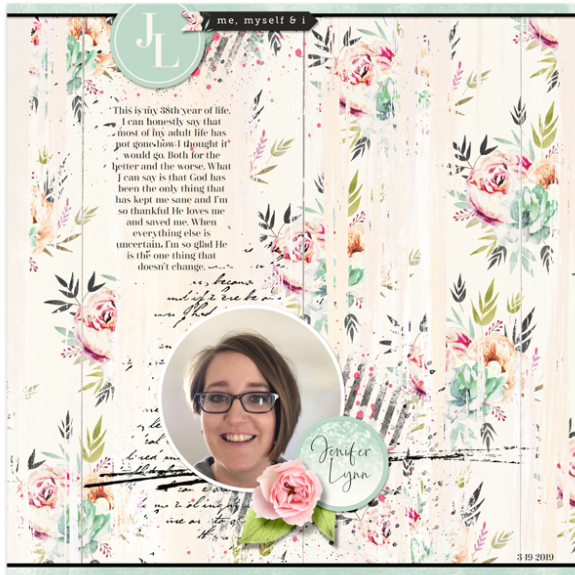 JL
me, myself & i
This is my 38th year of life.
I can honestly say that
most of my adult life has
not gone how I thought it
would go. Both for the
better and the worse. What
I can say is that God has
been the only thing that
has kept me sane and I'm
so thankful He loves me
and saved me. When
everything else is
uncertain, I'm so glad He
is the one thing that
doesn't change.
because
Jenifer
Lynn
3 19 2019